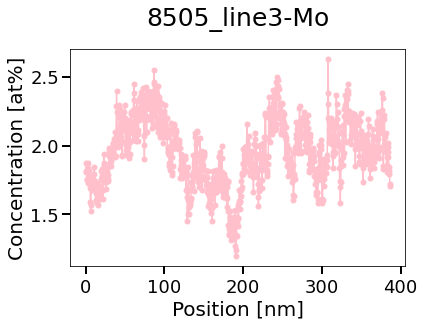 8505_line3-Mo
Concentration [at%]
2.5
2.0
1.5
0 100 200 300 400
Position [nm]